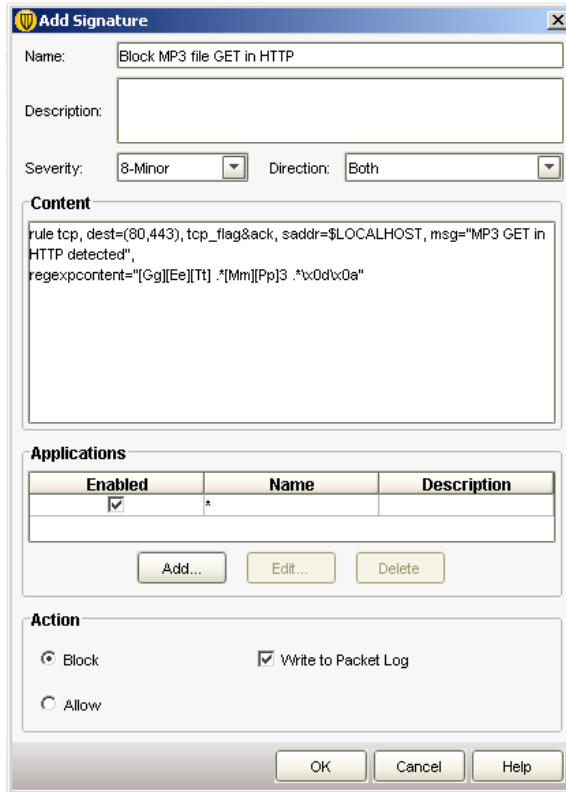 Add Signature
Name: Block MP3 file GET in HTTP
Description:
Severity: 8-Minor Direction: Both
Content
rule tcp, dest=(80,443), tcp_flag&ack, saddr=$LOCALHOST, msg="MP3 GET in
HTTP detected",
regexpcontent="[Gg][Ee][Tt] .*[Mm][Pp]3 .*\x0d\x0a"
Applications
Enabled Name Description
*
Add... Edit... Delete
Action
Block Write to Packet Log
Allow
OK Cancel Help